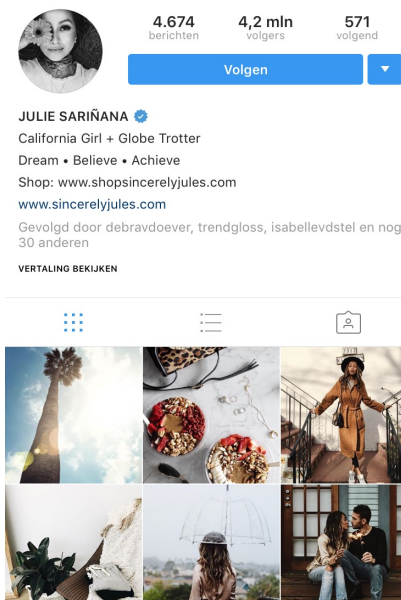 4.674 4,2 mln 571
berichten volgers volgend
Volgen
JULIE SARIÑANA
California Girl + Globe Trotter
Dream • Believe • Achieve
Shop: www.shopsincerelyjules.com
www.sincerelyjules.com
Gevolgd door debravdoever, trendgloss, isabellevdstel en nog
30 anderen
VERTALING BEKIJKEN